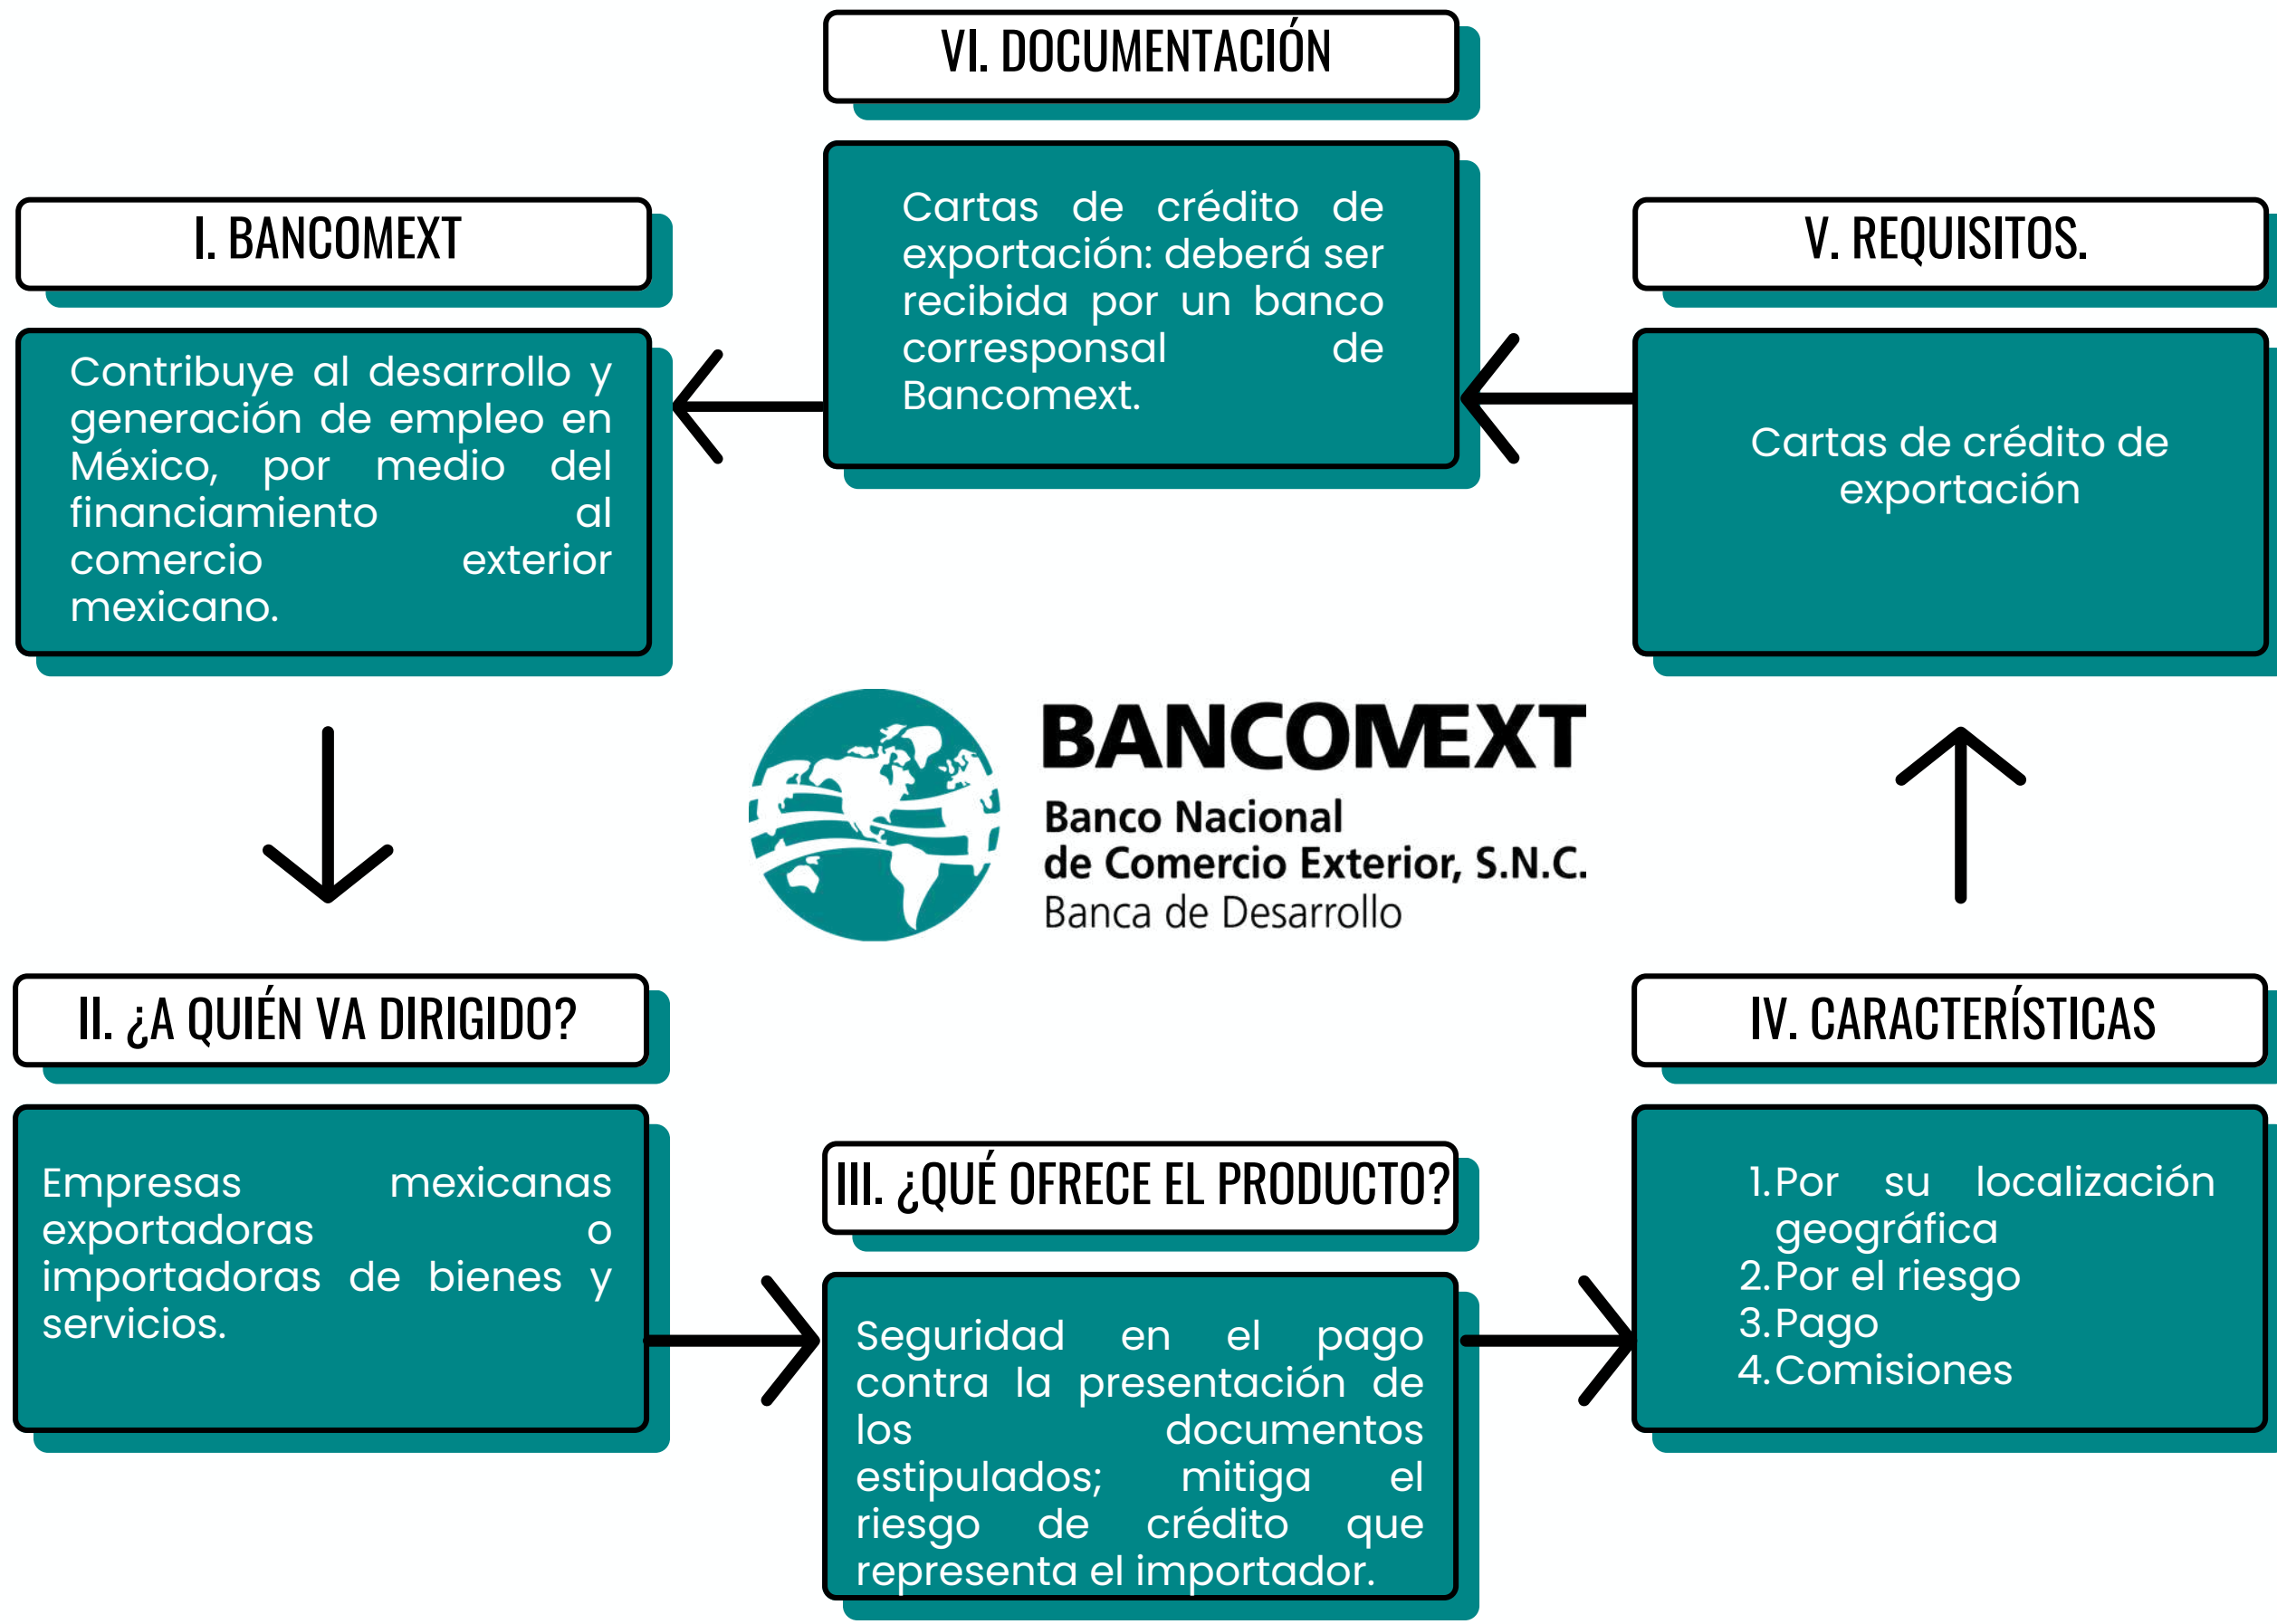 I. BANCOMEXT
Contribuye al desarrollo y
generación de empleo en
México, por medio del
financiamiento al
comercio exterior
mexicano.
II. ¿A QUIÉN VA DIRIGIDO?
Empresas mexicanas
exportadoras o
importadoras de bienes y
servicios.
III. ¿QUÉ OFRECE EL PRODUCTO?
Seguridad en el pago
contra la presentación de
los documentos
estipulados; mitiga el
riesgo de crédito que
representa el importador.
IV. CARACTERÍSTICAS
1. Por su localización
geográfica
2. Por el riesgo
3. Pago
4. Comisiones
V. REQUISITOS.
Cartas de crédito de
exportación
VI. DOCUMENTACIÓN
Cartas de crédito de
exportación: deberá ser
recibida por un banco
corresponsal de
Bancomext.
BANCOMEXT
Banco Nacional
de Comercio Exterior, S.N.C.
Banca de Desarrollo